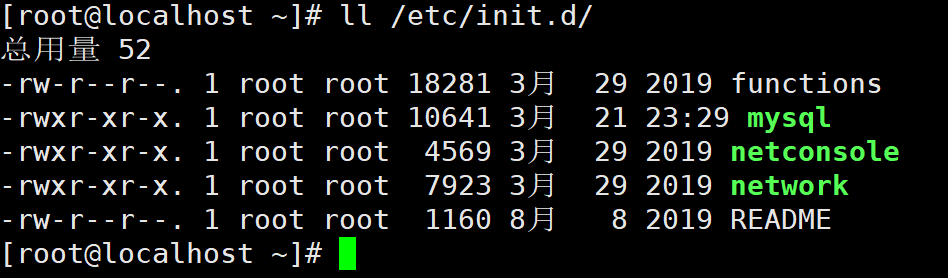 [root@localhost ~]# ll /etc/init.d/
总用量 52
-rw-r--r--. 1 root root 18281 3月  29 2019 functions
-rwxr-xr-x. 1 root root 10641 3月  21 23:29 mysql
-rwxr-xr-x. 1 root root  4569 3月  29 2019 netconsole
-rwxr-xr-x. 1 root root  7923 3月  29 2019 network
-rw-r--r--. 1 root root  1160 8月   8 2019 README
[root@localhost ~]#